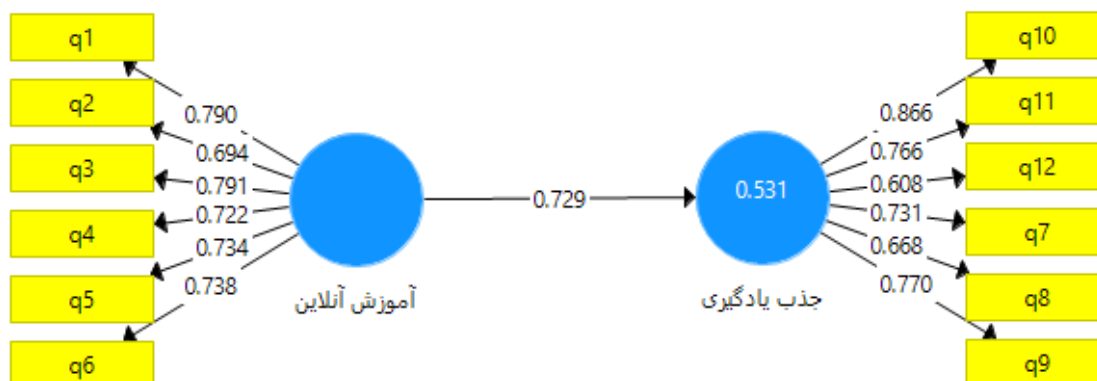 q1
q2
q3
q4
q5
q6
0.790
0.694
0.791
0.722
0.734
0.738
آموزش آنلاین
0.729
0.531
جذب یادگیری
0.866
0.766
0.608
0.731
0.668
0.770
q10
q11
q12
q7
q8
q9